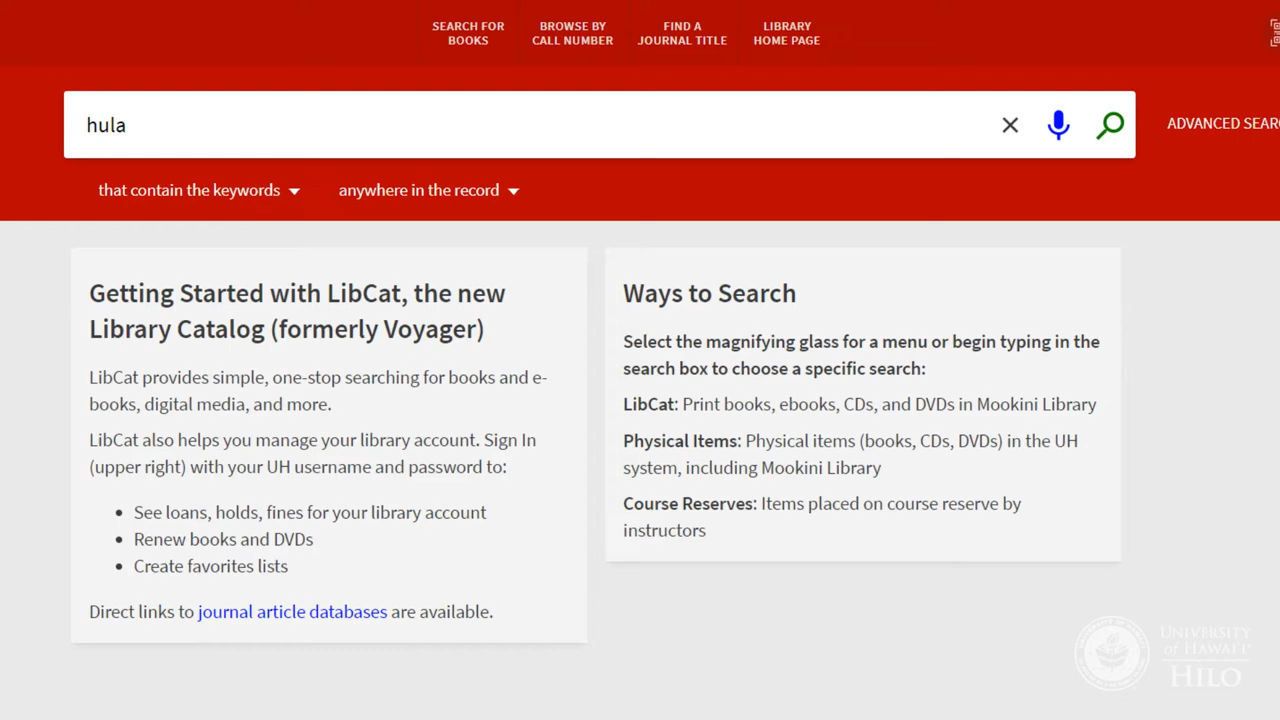 SEARCH FOR
BOOKS
BROWSE BY
CALL NUMBER
FIND A
JOURNAL TITLE
LIBRARY
HOME PAGE
hula
ADVANCED SEAR
that contain the keywords
anywhere in the record
Getting Started with LibCat, the new
Library Catalog (formerly Voyager)
LibCat provides simple, one-stop searching for books and e-
books, digital media, and more.
LibCat also helps you manage your library account. Sign In
(upper right) with your UH username and password to:
See loans, holds, fines for your library account
Renew books and DVDs
Create favorites lists
Direct links to journal article databases are available.
Ways to Search
Select the magnifying glass for a menu or begin typing in the
search box to choose a specific search:
LibCat: Print books, ebooks, CDs, and DVDs in Mookini Library
Physical Items: Physical items (books, CDs, DVDs) in the UH
system, including Mookini Library
Course Reserves: Items placed on course reserve by
instructors
UNIVERSITY
of HAWAI‘I®
HILO